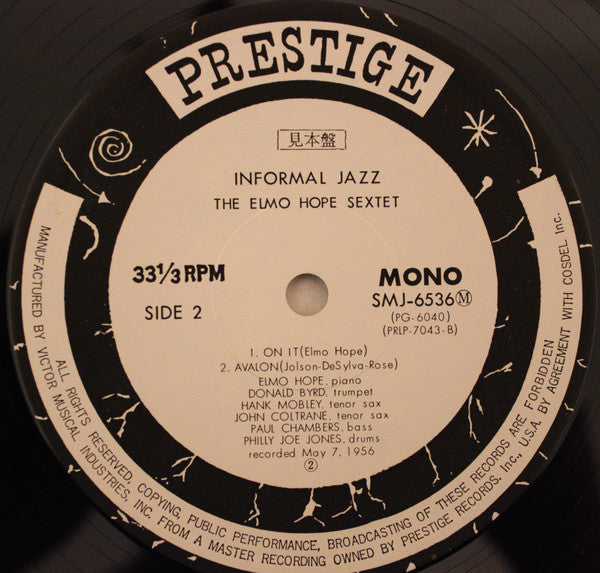 PRESTIGE
見本盤
INFORMAL JAZZ
THE ELMO HOPE SEXTET
33 1/3 RPM
MONO
SIDE 2
SMJ-6536Ⓜ
(PG-6040)
(PRLP-7043-B)
1. ON IT(Elmo Hope)
2. AVALON(Jolson-DeSylva-Rose)
ELMO HOPE, piano
DONALD BYRD, trumpet
HANK MOBLEY, tenor sax
JOHN COLTRANE, tenor sax
PAUL CHAMBERS, bass
PHILLY JOE JONES, drums
recorded May 7, 1956
②
MANUFACTURED BY VICTOR MUSICAL INDUSTRIES, INC. FROM A MASTER RECORDING OWNED BY PRESTIGE RECORDS, Inc., U.S.A. BY AGREEMENT WITH COSDEL Inc.
ALL RIGHTS RESERVED, COPYING, PUBLIC PERFORMANCE, BROADCASTING OF THESE RECORDS ARE FORBIDDEN